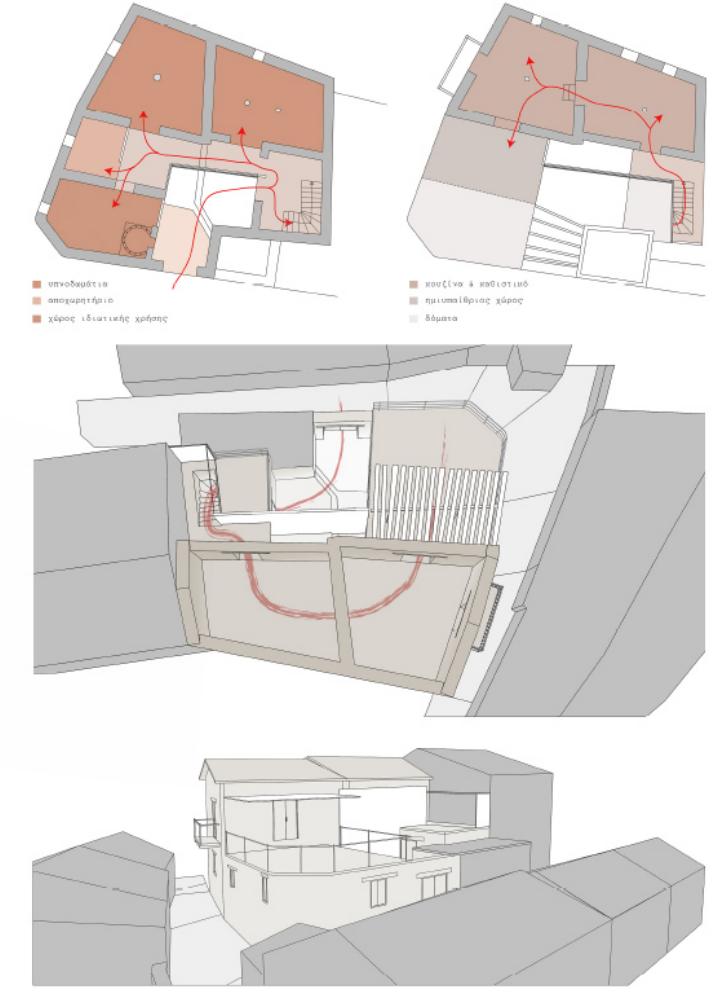 υπνοδωμάτια
αποχωρητήριο
χώρος ιδιωτικής χρήσης
κουζίνα & καθιστικό
ημιυπαίθριος χώρος
δώματα